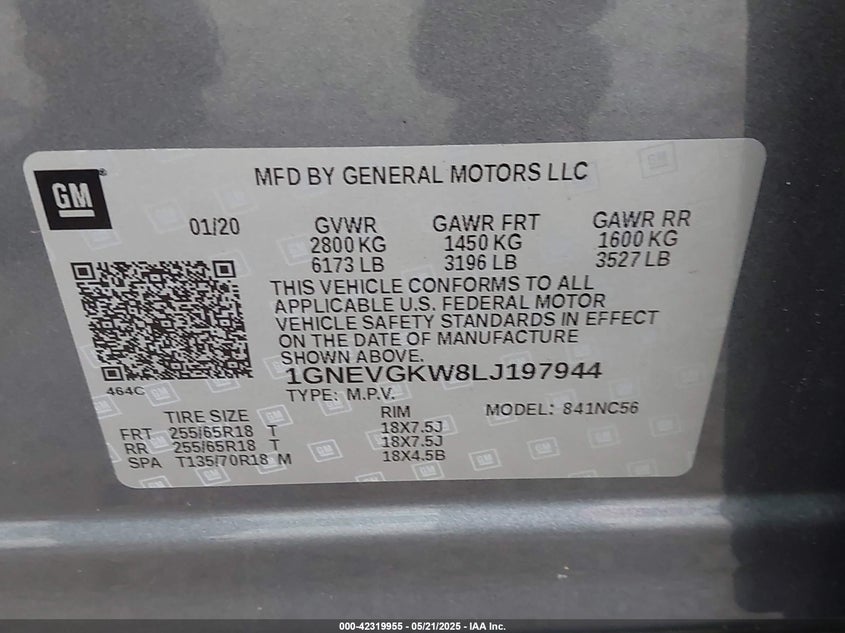 GM
MFD BY GENERAL MOTORS LLC
01/20 GVWR GAWR FRT GAWR RR
2800 KG 1450 KG 1600 KG
6173 LB 3196 LB 3527 LB
THIS VEHICLE CONFORMS TO ALL
APPLICABLE U.S. FEDERAL MOTOR
VEHICLE SAFETY STANDARDS IN EFFECT
ON THE DATE OF MANUFACTURE
SHOWN ABOVE.
1GNEVGKW8LJ197944
464C
TYPE: M.P.V. MODEL: 841NC56
TIRE SIZE RIM
FRT 255/65R18 T 18X7.5J
RR 255/65R18 T 18X7.5J
SPA T135/70R18 M 18X4.5B
000-42319955 - 05/21/2025 - IAA Inc.